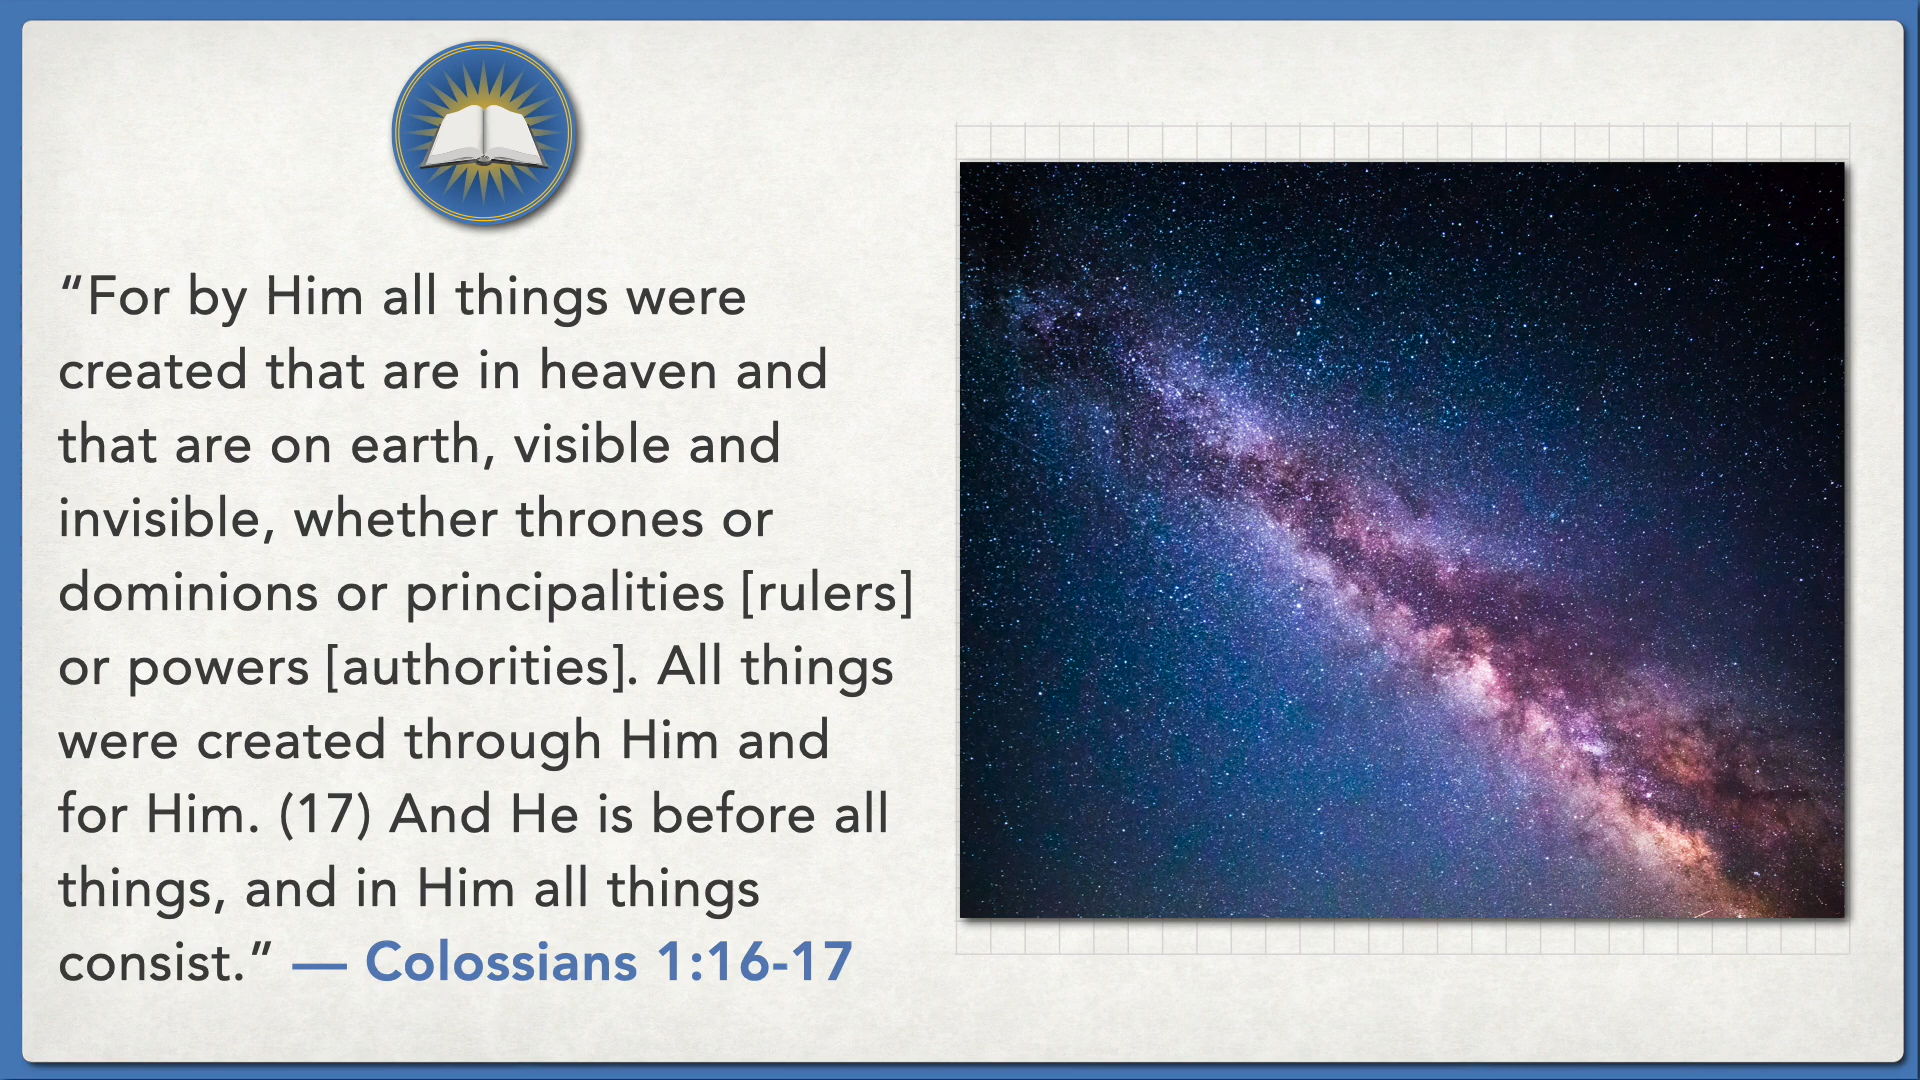 “For by Him all things were
created that are in heaven and
that are on earth, visible and
invisible, whether thrones or
dominions or principalities [rulers]
or powers [authorities]. All things
were created through Him and
for Him. (17) And He is before all
things, and in Him all things
consist.” — Colossians 1:16-17